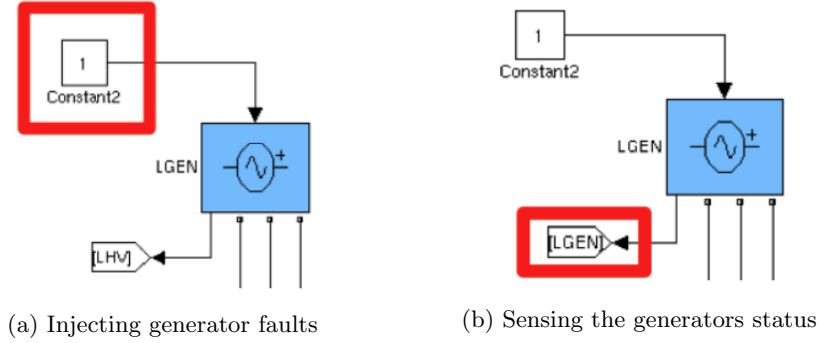 1
Constant2
LGEN
+
[LHV]
(a) Injecting generator faults
1
Constant2
LGEN
+
[LGEN]
(b) Sensing the generators status